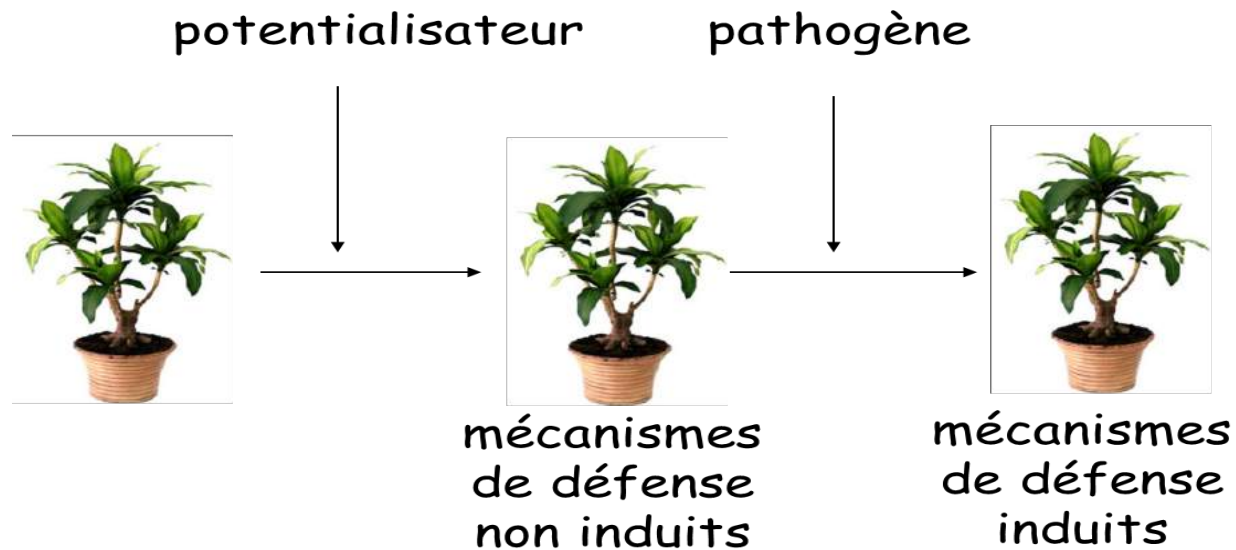 potentialisateur
pathogène
mécanismes
de défense
non induits
mécanismes
de défense
induits